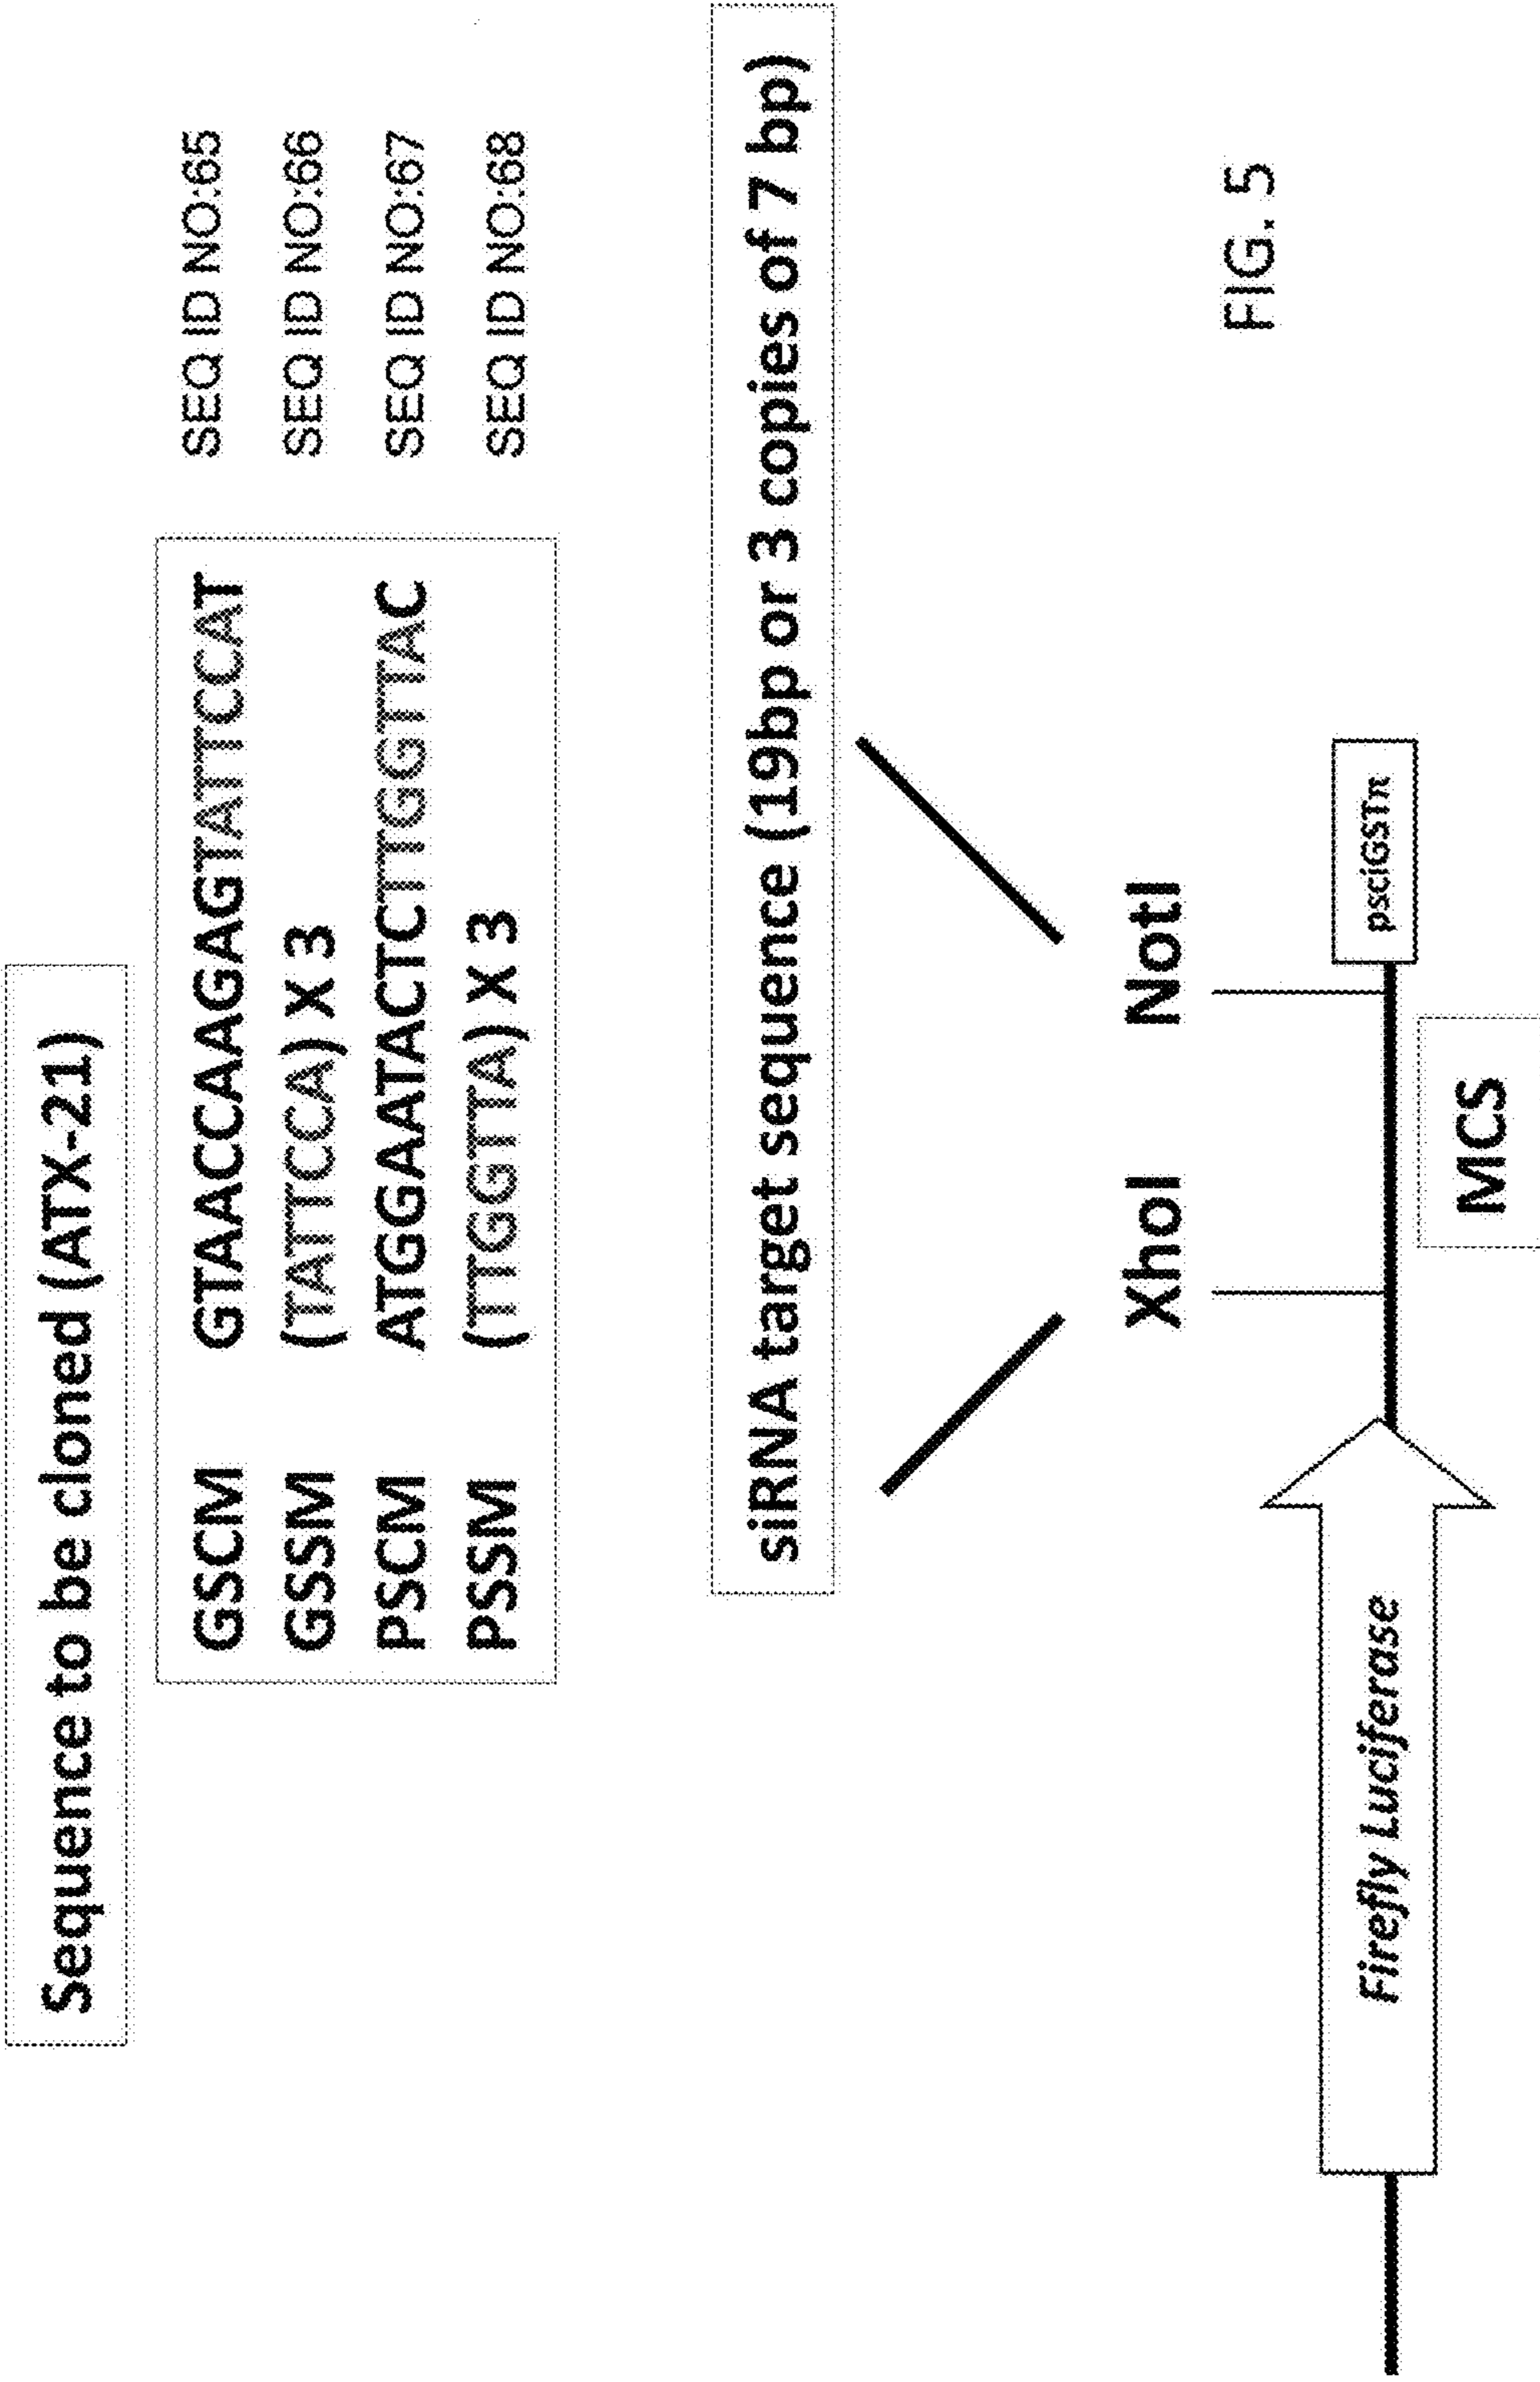 Sequence to be cloned (ATX-21)
GSCM GTAACCAAGAGTATTCCAT SEQ ID NO:65
GSSM (TATTCCA) X 3 SEQ ID NO:66
PSCM ATGGAATACTCTTGGTTAC SEQ ID NO:67
PSSM (TTGGTTA) X 3 SEQ ID NO:68
siRNA target sequence (19bp or 3 copies of 7 bp)
XhoI NotI
Firefly Luciferase
psciGSTπ
MCS
FIG. 5